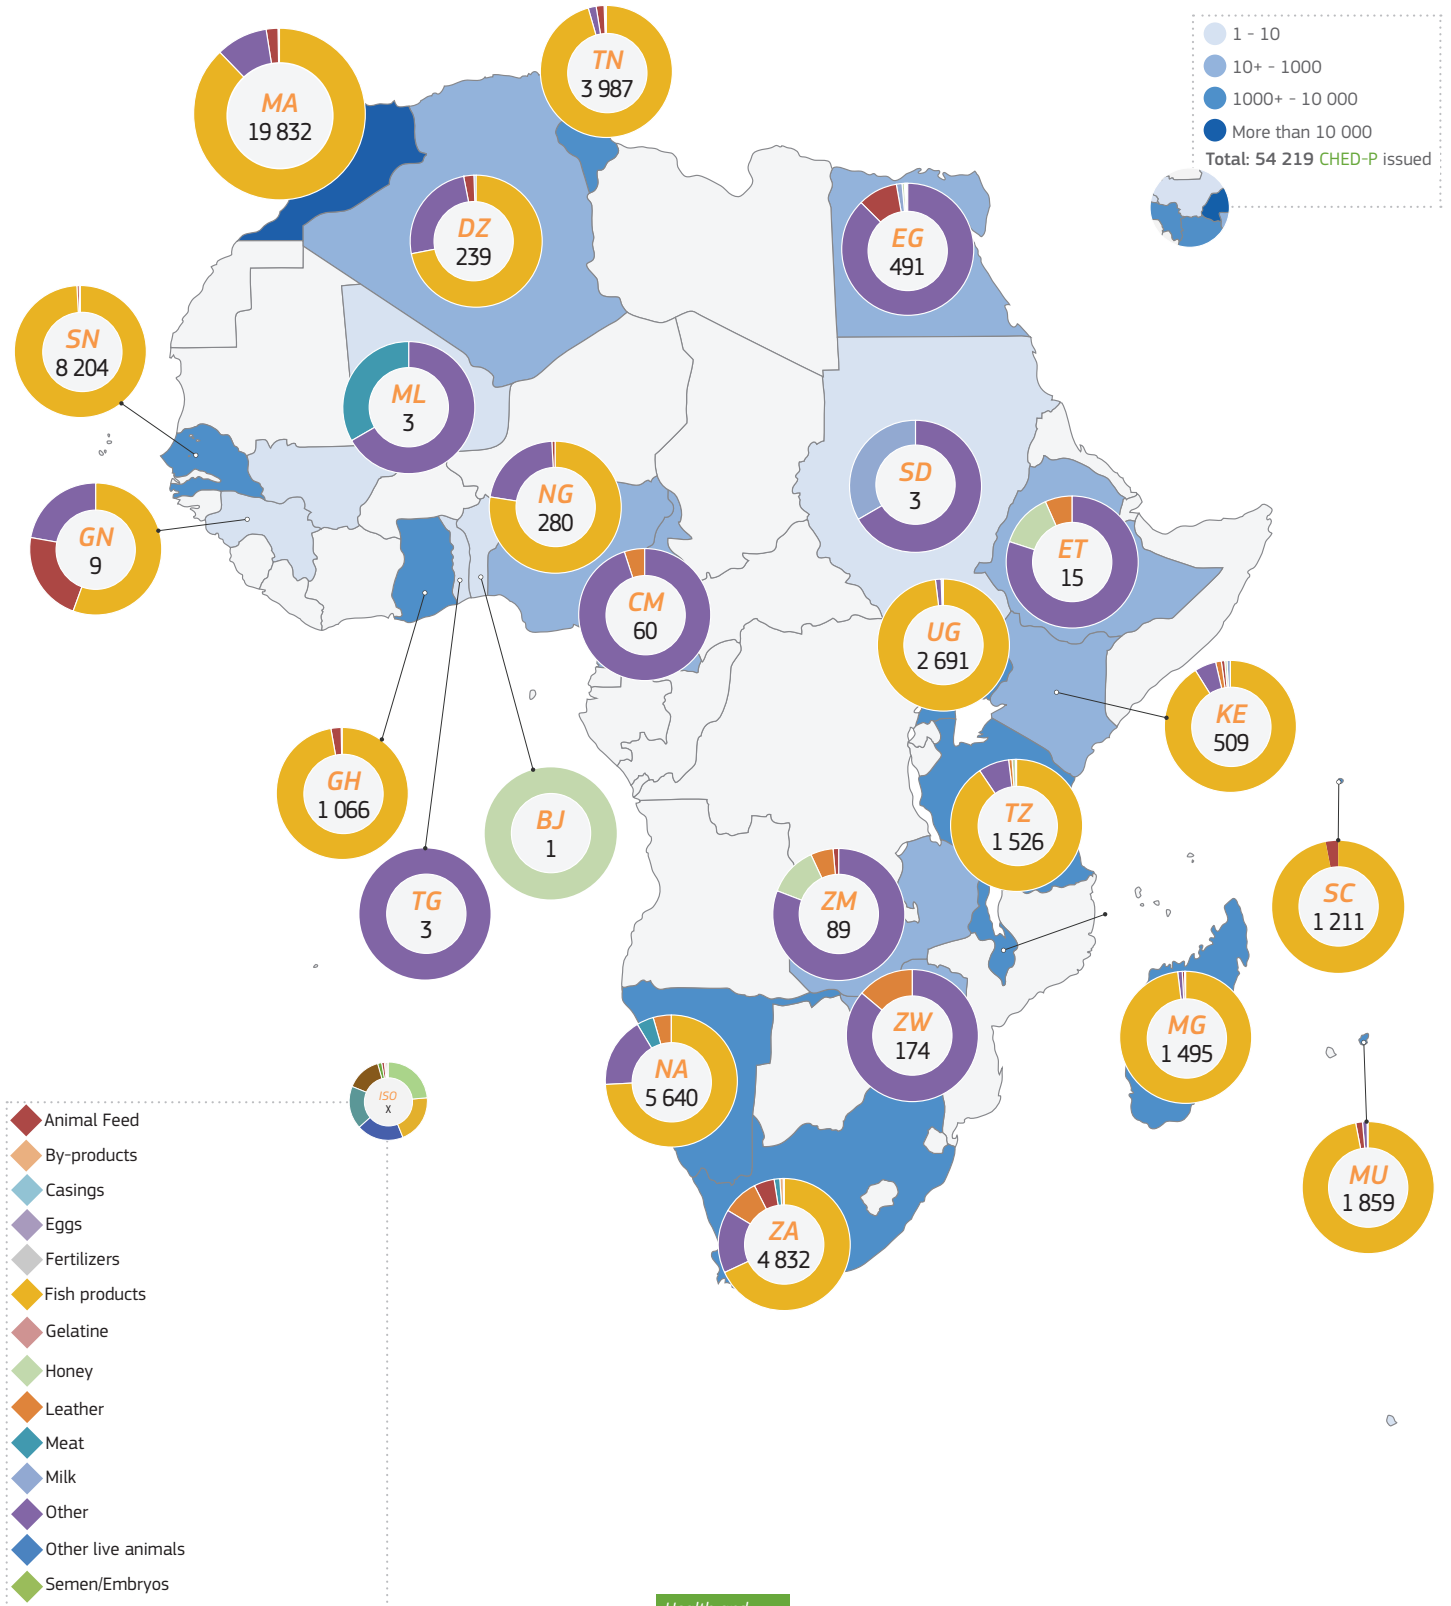 1 - 10
10+ - 1000
1000+ - 10 000
More than 10 000
Total: 54 219 CHED-P issued
TN
3 987
MA
19 832
DZ
239
EG
491
SN
8 204
ML
3
SD
3
NG
280
GN
9
ET
15
CM
60
UG
2 691
KE
509
GH
1 066
BJ
1
TZ
1 526
TG
3
ZM
89
SC
1 211
ZW
174
MG
1 495
NA
5 640
ISO
x
MU
1 859
ZA
4 832
Animal Feed
By-products
Casings
Eggs
Fertilizers
Fish products
Gelatine
Honey
Leather
Meat
Milk
Other
Other live animals
Semen/Embryos